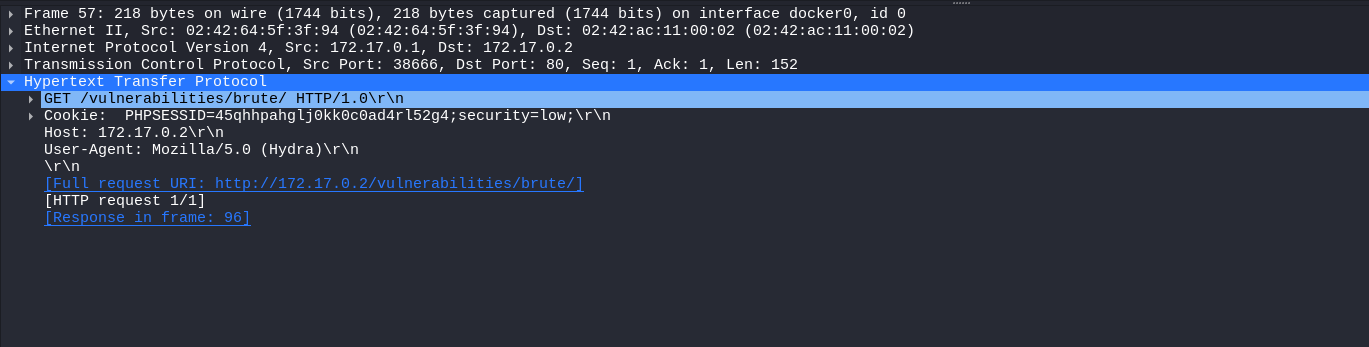 Frame 57: 218 bytes on wire (1744 bits), 218 bytes captured (1744 bits) on interface docker0, id 0
Ethernet II, Src: 02:42:64:5f:3f:94 (02:42:64:5f:3f:94), Dst: 02:42:ac:11:00:02 (02:42:ac:11:00:02)
Internet Protocol Version 4, Src: 172.17.0.1, Dst: 172.17.0.2
Transmission Control Protocol, Src Port: 38666, Dst Port: 80, Seq: 1, Ack: 1, Len: 152
Hypertext Transfer Protocol
GET /vulnerabilities/brute/ HTTP/1.0\r\n
Cookie:  PHPSESSID=45qhhpahglj0kk0c0ad4rl52g4;security=low;\r\n
Host: 172.17.0.2\r\n
User-Agent: Mozilla/5.0 (Hydra)\r\n
\r\n
[Full request URI: http://172.17.0.2/vulnerabilities/brute/]
[HTTP request 1/1]
[Response in frame: 96]